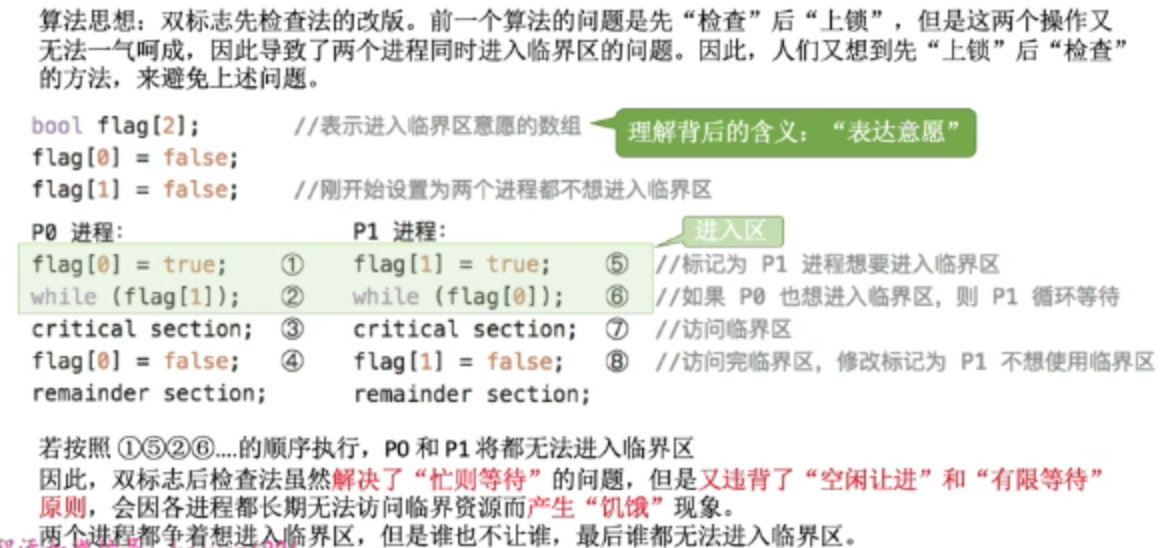 算法思想：双标志先检查法的改版。前一个算法的问题是先“检查”后“上锁”，但是这两个操作又
无法一气呵成，因此导致了两个进程同时进入临界区的问题。因此，人们又想到先“上锁”后“检查”
的方法，来避免上述问题。
bool flag[2]; //表示进入临界区意愿的数组 理解背后的含义：“表达意愿”
flag[0] = false;
flag[1] = false; //刚开始设置为两个进程都不想进入临界区
P0 进程: P1 进程: 进入区
flag[0] = true; ① flag[1] = true; ⑤ //标记为 P1 进程想要进入临界区
while (flag[1]); ② while (flag[0]); ⑥ //如果 P0 也想进入临界区，则 P1 循环等待
critical section; ③ critical section; ⑦ //访问临界区
flag[0] = false; ④ flag[1] = false; ⑧ //访问完临界区，修改标记为 P1 不想使用临界区
remainder section; remainder section;
若按照 ①⑤②⑥....的顺序执行，P0 和 P1 将都无法进入临界区
因此，双标志后检查法虽然解决了“忙则等待”的问题，但是又违背了“空闲让进”和“有限等待”
原则，会因各进程都长期无法访问临界资源而产生“饥饿”现象。
两个进程都争着想进入临界区，但是谁也不让谁，最后谁都无法进入临界区。